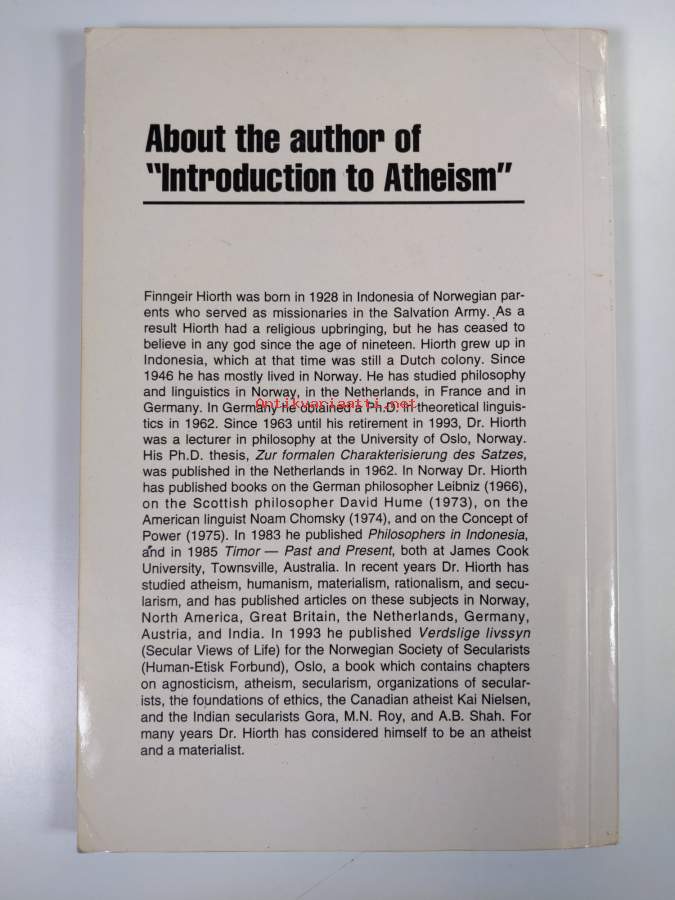 About the author of
"Introduction to Atheism"
Finngeir Hiorth was born in 1928 in Indonesia of Norwegian par-
ents who served as missionaries in the Salvation Army. As a
result Hiorth had a religious upbringing, but he has ceased to
believe in any god since the age of nineteen. Hiorth grew up in
Indonesia, which at that time was still a Dutch colony. Since
1946 he has mostly lived in Norway. He has studied philosophy
and linguistics in Norway, in the Netherlands, in France and in
Germany. In Germany he obtained a Ph.D. in theoretical linguis-
Antikvariaatti.net
tics in 1962. Since 1963 until his retirement in 1993, Dr. Hiorth
was a lecturer in philosophy at the University of Oslo, Norway.
His Ph.D. thesis, Zur formalen Charakterisierung des Satzes,
was published in the Netherlands in 1962. In Norway Dr. Hiorth
has published books on the German philosopher Leibniz (1966),
on the Scottish philosopher David Hume (1973), on the
American linguist Noam Chomsky (1974), and on the Concept of
Power (1975). In 1983 he published Philosophers in Indonesia,
and in 1985 Timor — Past and Present, both at James Cook
University, Townsville, Australia. In recent years Dr. Hiorth has
studied atheism, humanism, materialism, rationalism, and secu-
larism, and has published articles on these subjects in Norway,
North America, Great Britain, the Netherlands, Germany,
Austria, and India. In 1993 he published Verdslige livssyn
(Secular Views of Life) for the Norwegian Society of Secularists
(Human-Etisk Forbund), Oslo, a book which contains chapters
on agnosticism, atheism, secularism, organizations of secular-
ists, the foundations of ethics, the Canadian atheist Kai Nielsen,
and the Indian secularists Gora, M.N. Roy, and A.B. Shah. For
many years Dr. Hiorth has considered himself to be an atheist
and a materialist.